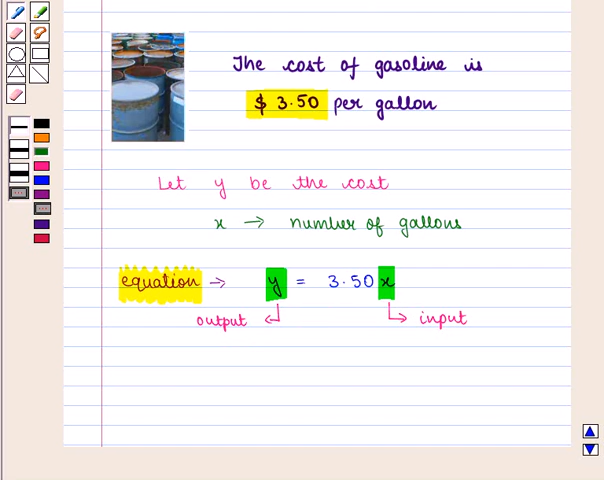 The cost of gasoline is
$ 3.50 per gallon
Let y be the cost
x → number of gallons
equation → y = 3.50 x
output input